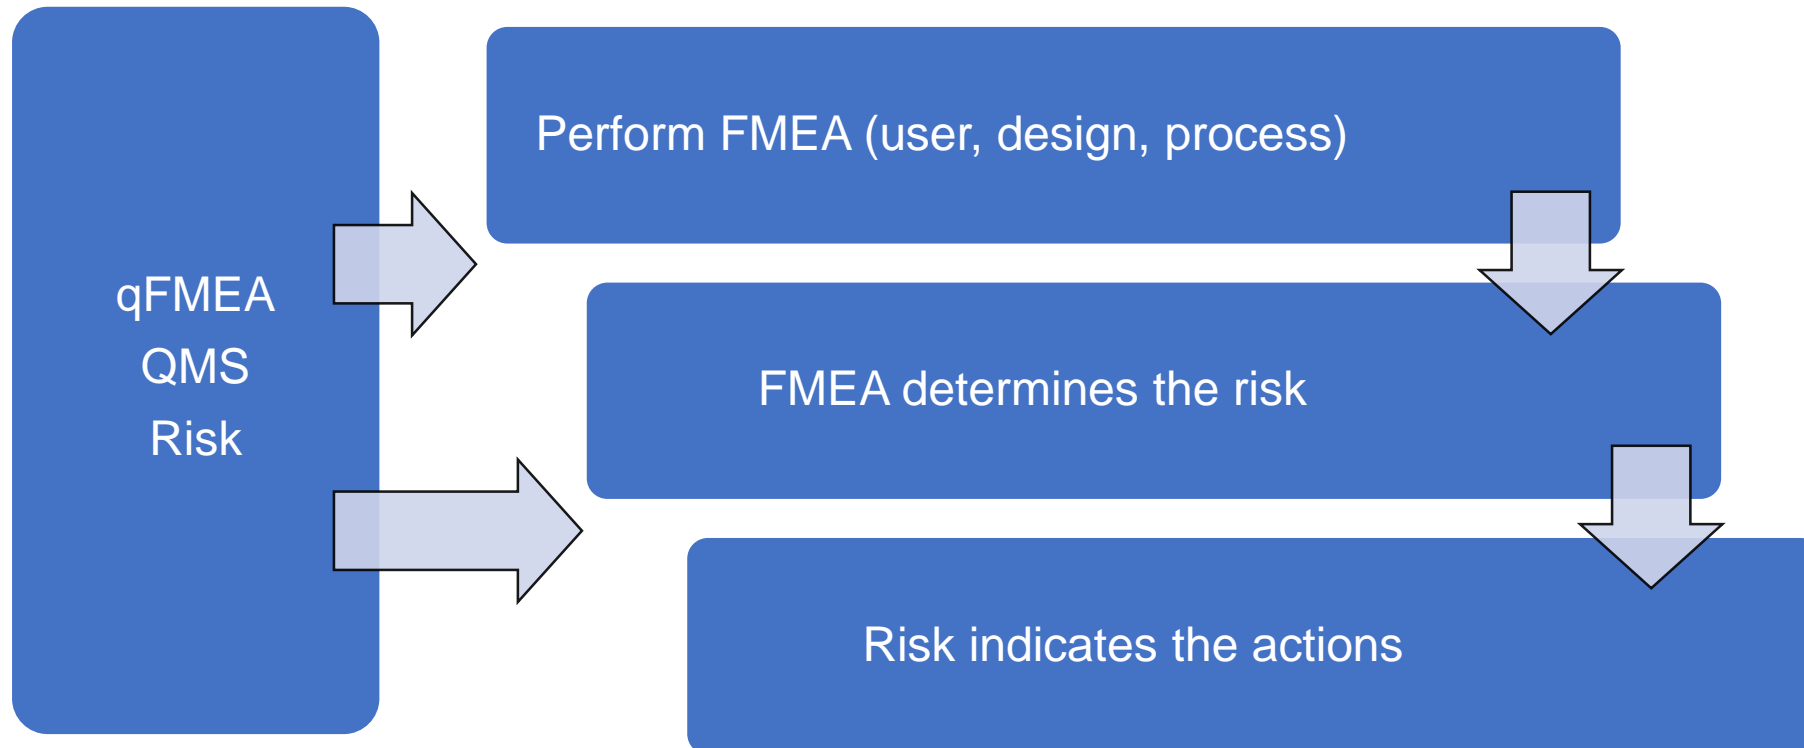 qFMEA
QMS
Risk
Perform FMEA (user, design, process)
FMEA determines the risk
Risk indicates the actions